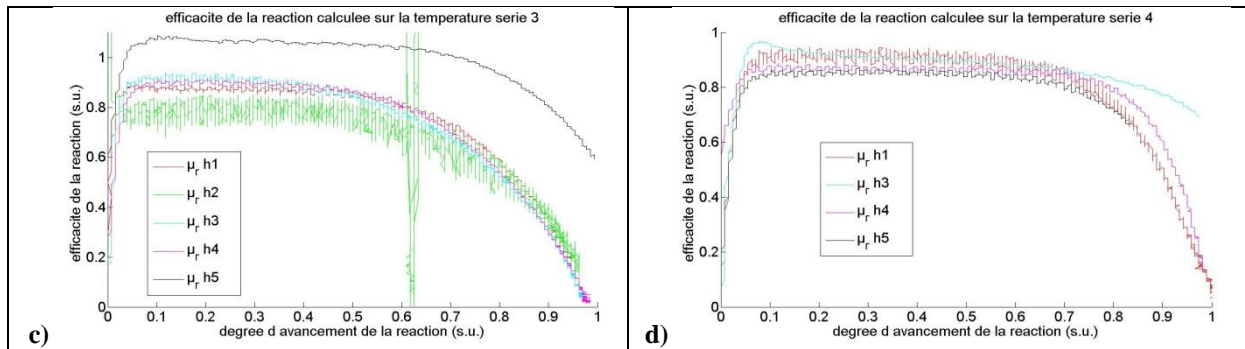 efficacite de la reaction calculee sur la temperature serie 3
efficacite de la reaction (s.u.)
1
0.8
0.6
0.4
0.2
0
μr h1
μr h2
μr h3
μr h4
μr h5
0 0.1 0.2 0.3 0.4 0.5 0.6 0.7 0.8 0.9 1
degree d avancement de la reaction (s.u.)
c)
efficacite de la reaction calculee sur la temperature serie 4
efficacite de la reaction (s.u.)
1
0.8
0.6
0.4
0.2
0
μr h1
μr h3
μr h4
μr h5
0 0.1 0.2 0.3 0.4 0.5 0.6 0.7 0.8 0.9 1
degree d avancement de la reaction (s.u.)
d)